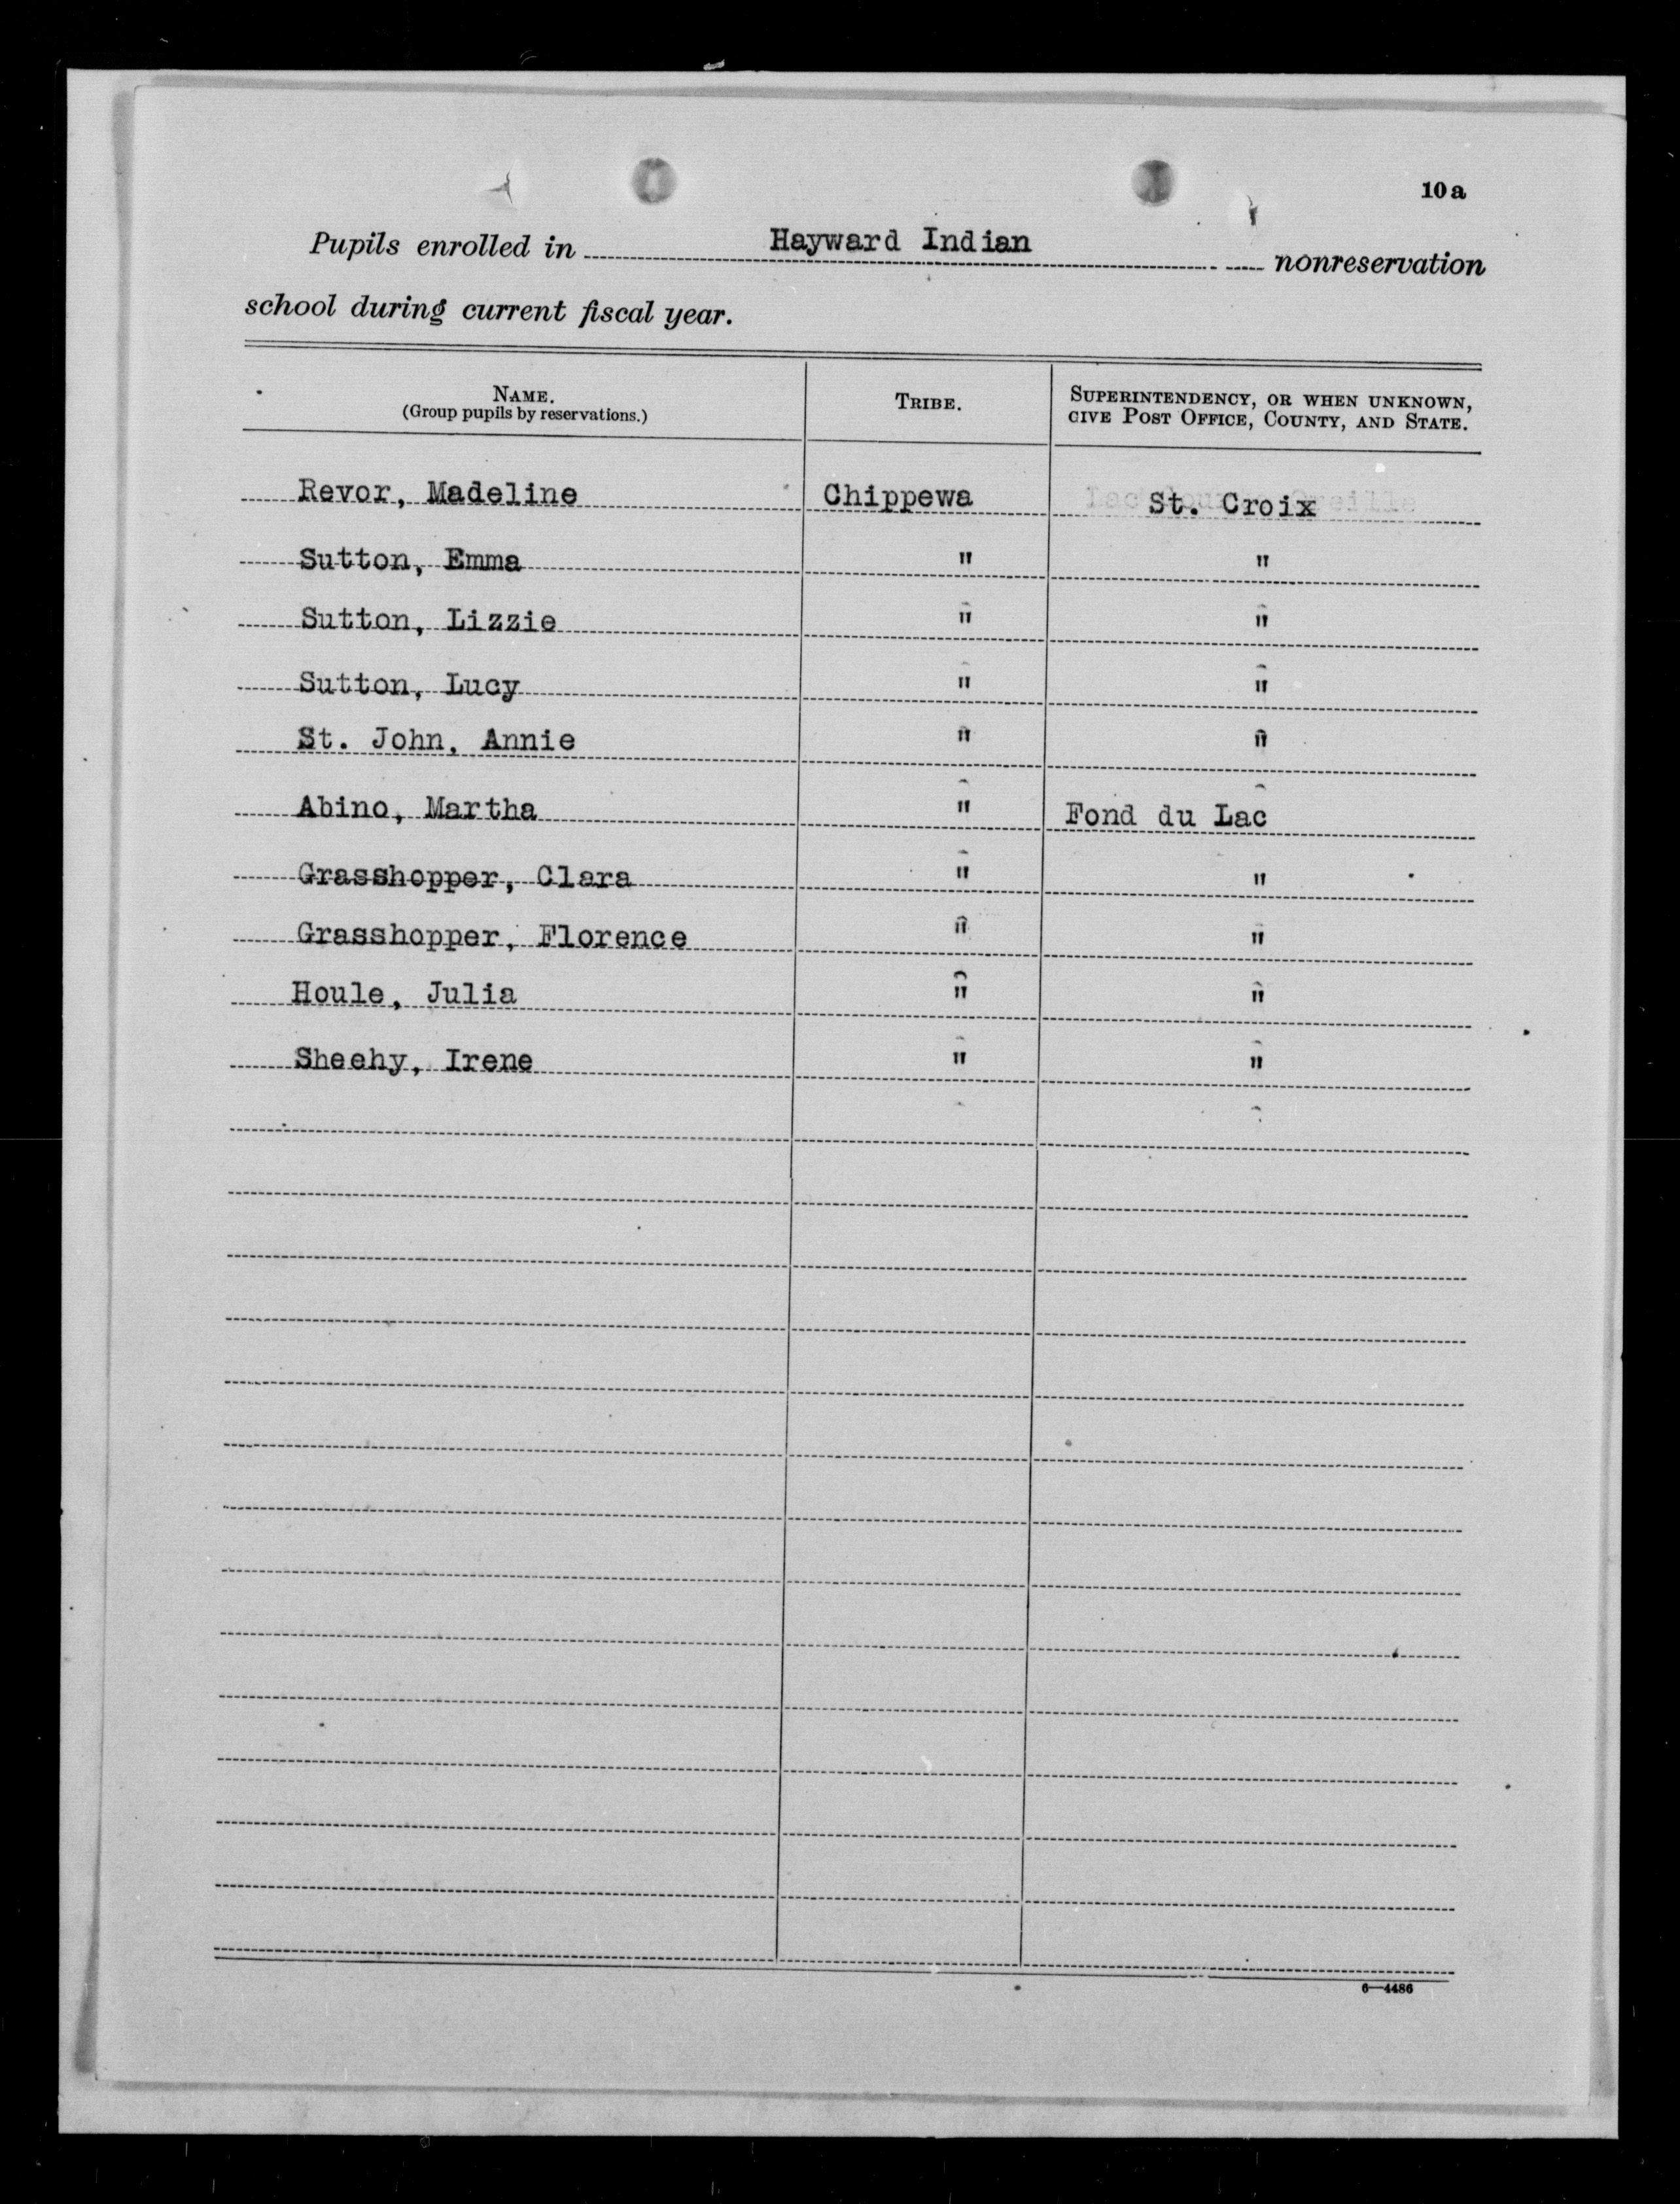 10 a
Pupils enrolled in Hayward Indian nonreservation
school during current fiscal year.
NAME. TRIBE. SUPERINTENDENCY, OR WHEN UNKNOWN,
(Group pupils by reservations.) GIVE POST OFFICE, COUNTY, AND STATE.
Revor, Madeline Chippewa St. Croix
Sutton, Emma " "
Sutton, Lizzie " "
Sutton, Lucy " "
St. John, Annie " "
Abino, Martha " Fond du Lac
Grasshopper, Clara " "
Grasshopper, Florence " "
Houle, Julia " "
Sheehy, Irene " "
6—4486